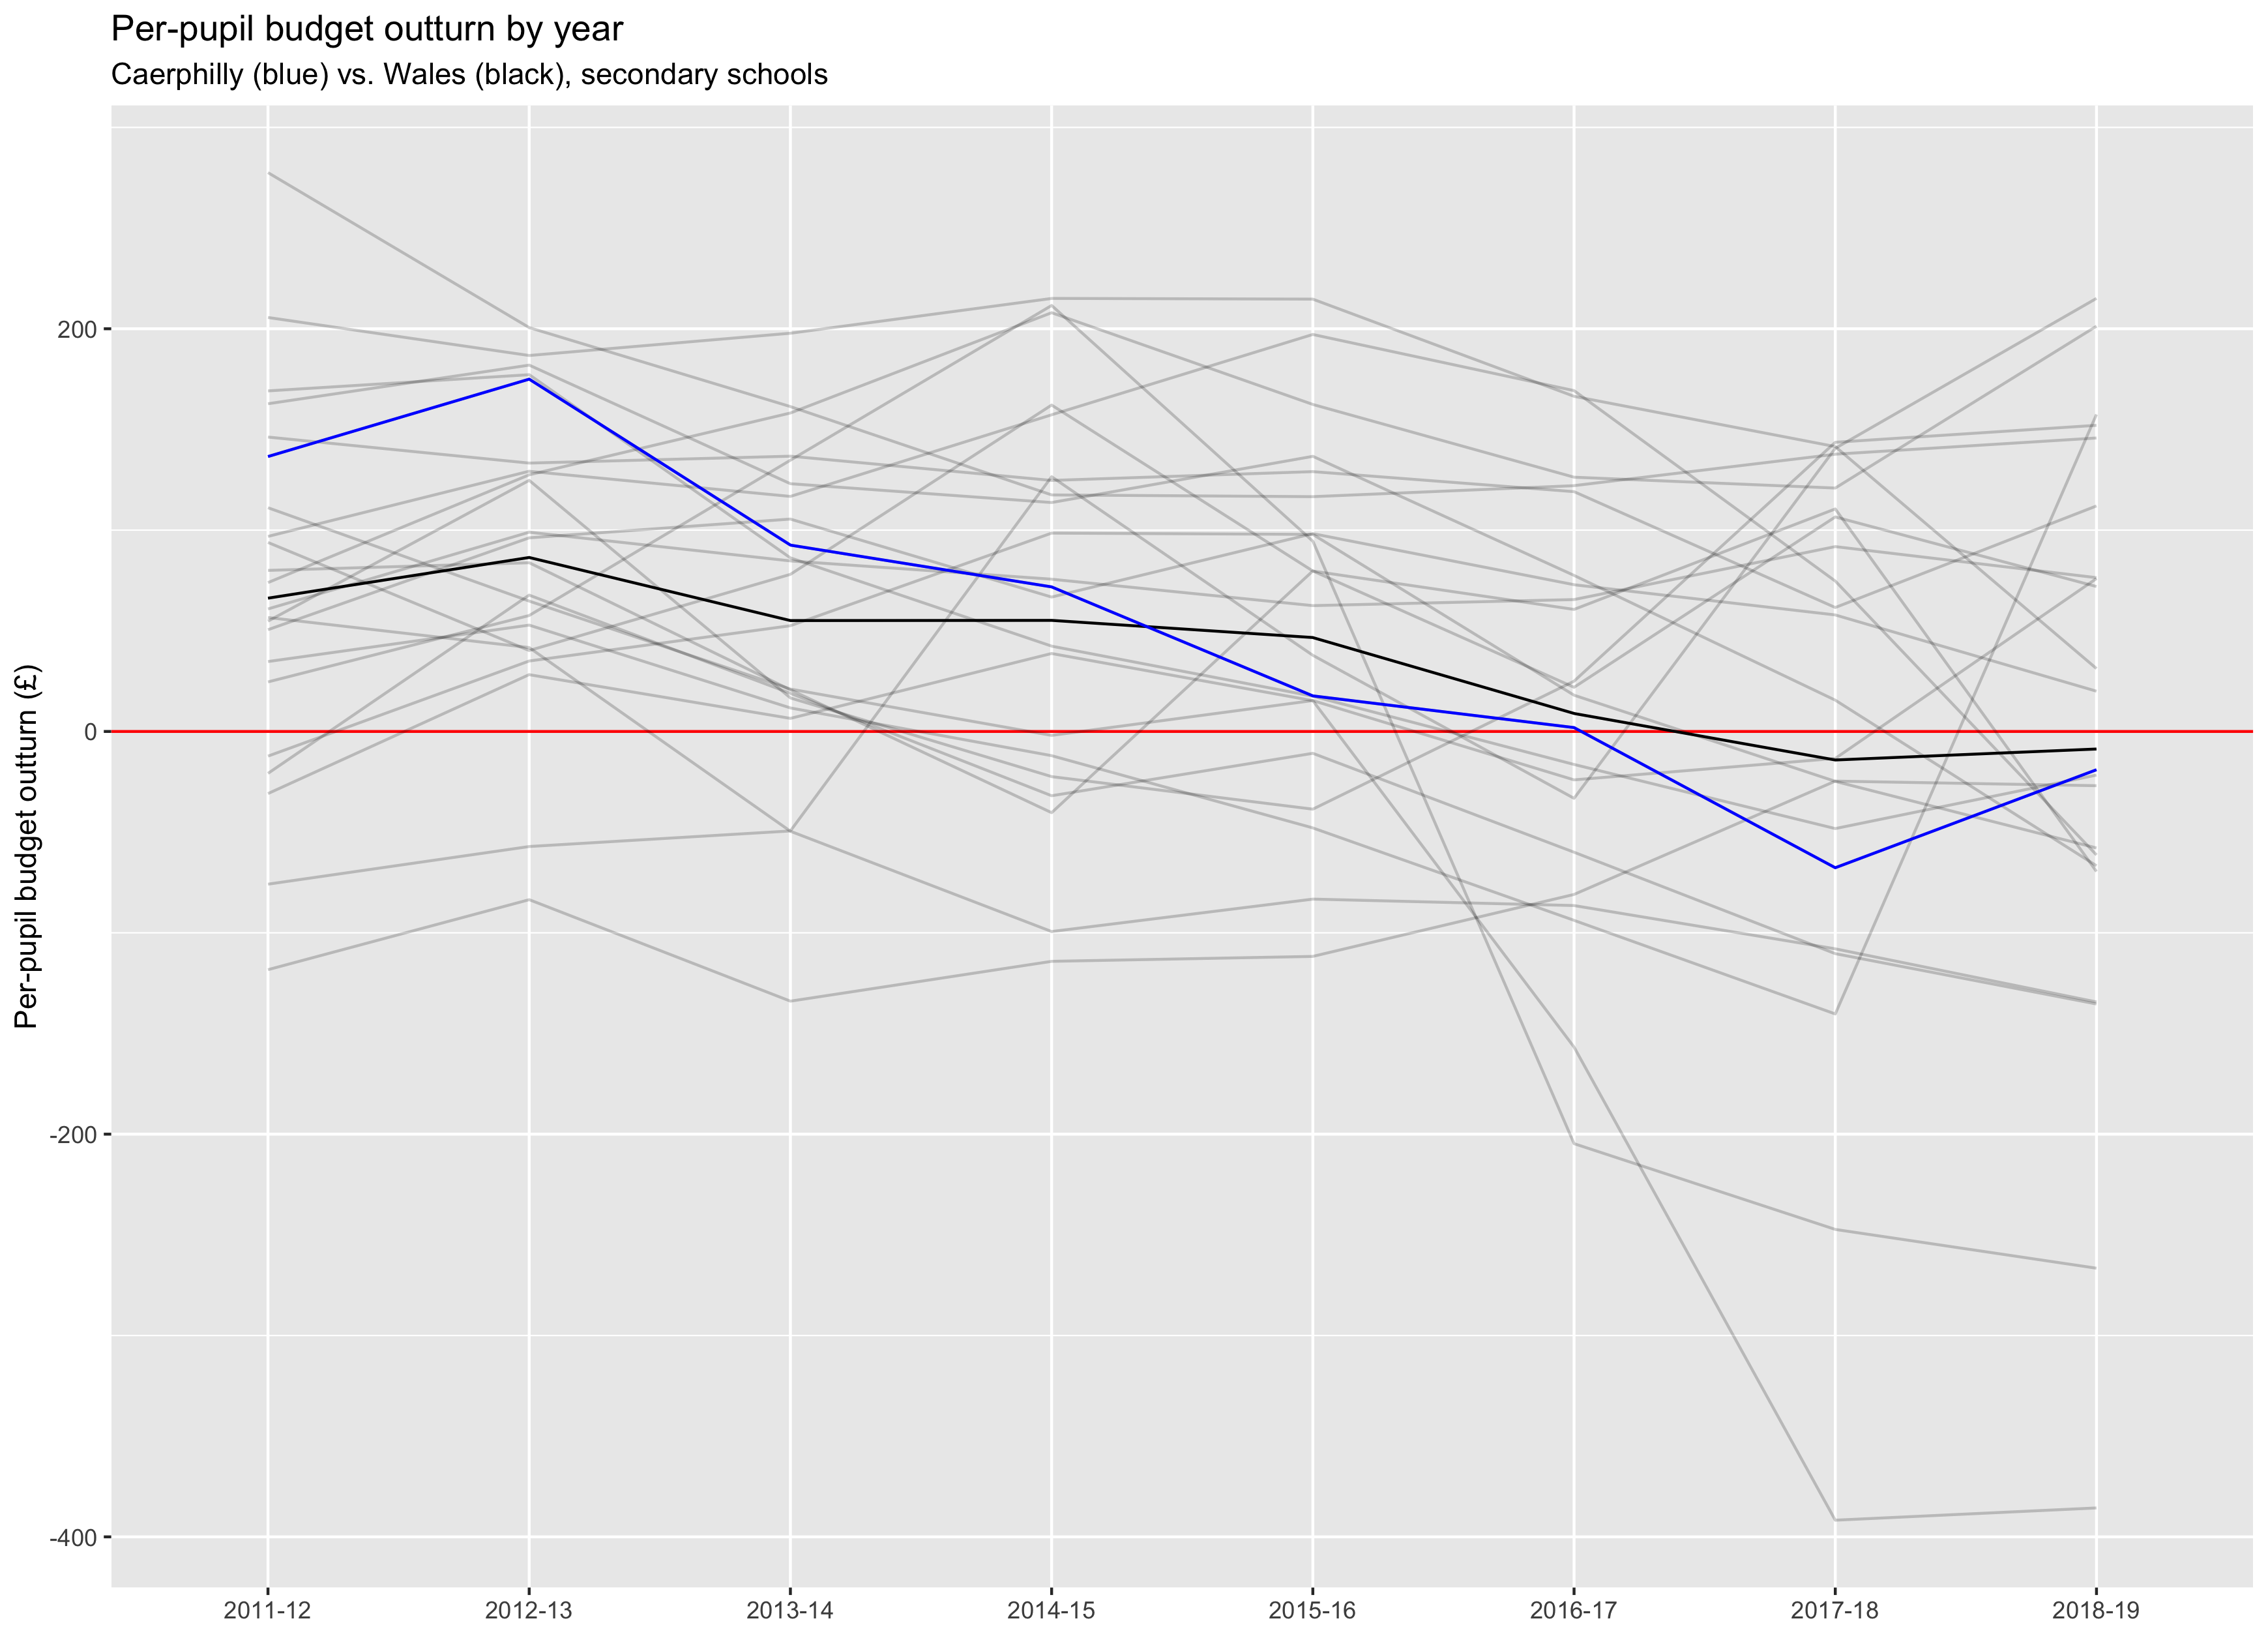 Per-pupil budget outturn by year
Caerphilly (blue) vs. Wales (black), secondary schools
Per-pupil budget outturn (£)
200
0
-200
-400
2011-12 2012-13 2013-14 2014-15 2015-16 2016-17 2017-18 2018-19